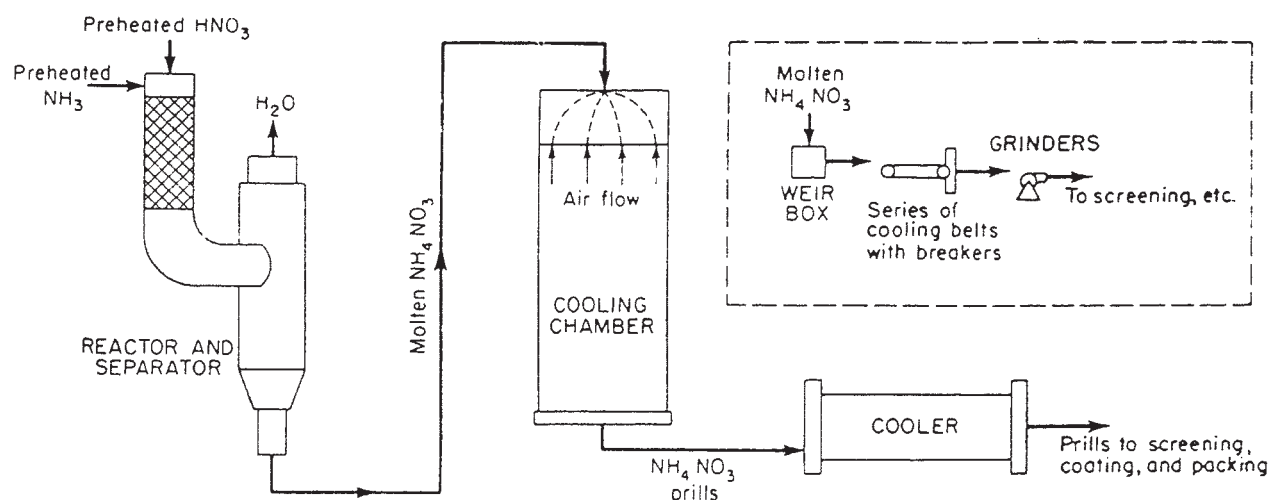 Preheated HNO₃
Preheated
NH₃
H₂O
REACTOR AND
SEPARATOR
Molten NH₄ NO₃
Air flow
COOLING
CHAMBER
NH₄ NO₃
prills
COOLER
Prills to screening,
coating, and packing
Molten
NH₄ NO₃
WEIR
BOX
Series of
cooling belts
with breakers
GRINDERS
To screening, etc.